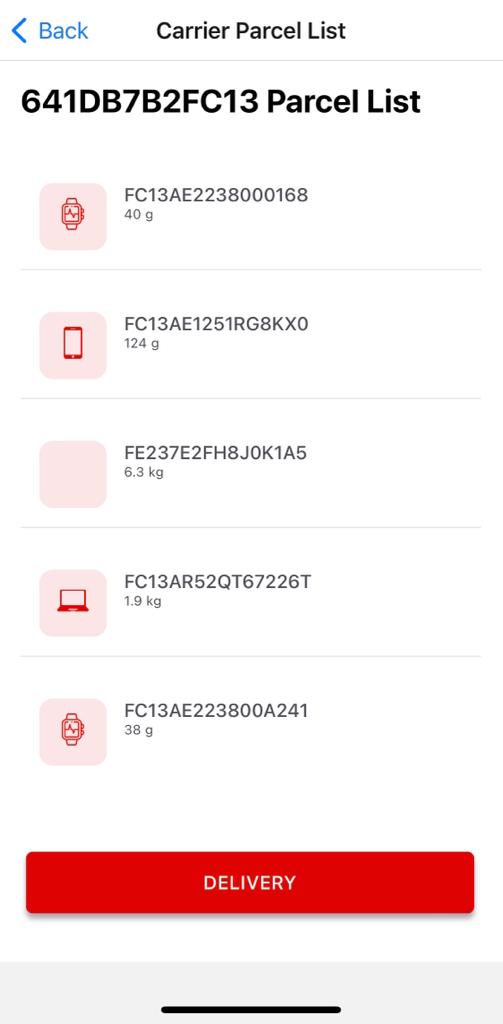 Back
Carrier Parcel List
641DB7B2FC13 Parcel List
FC13AE2238000168
40 g
FC13AE1251RG8KX0
124 g
FE237E2FH8J0K1A5
6.3 kg
FC13AR52QT67226T
1.9 kg
FC13AE223800A241
38 g
DELIVERY